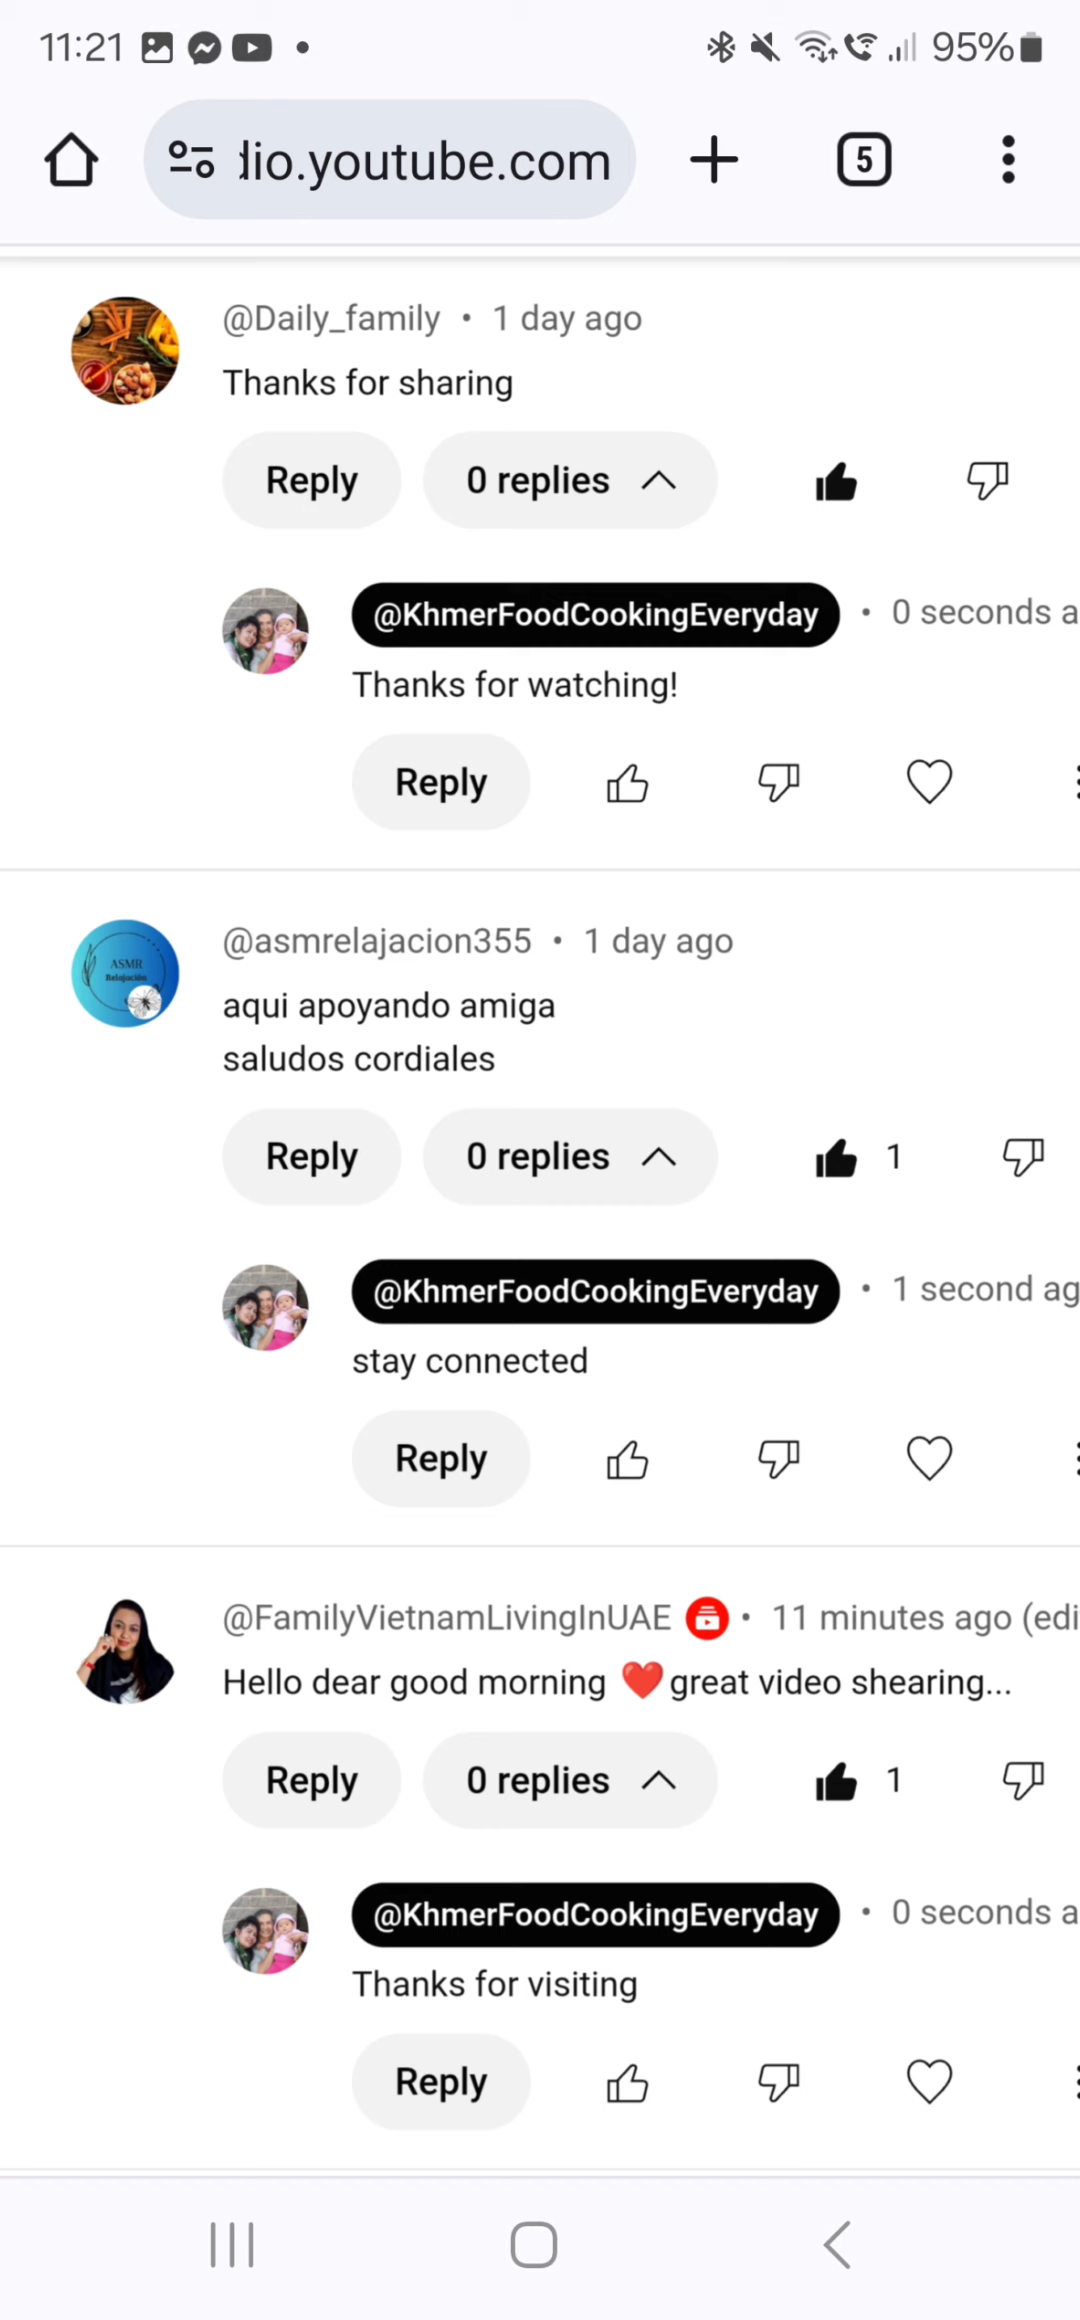 11:21 95%
dio.youtube.com 5
@Daily_family • 1 day ago
Thanks for sharing
Reply 0 replies
@KhmerFoodCookingEveryday • 0 seconds a
Thanks for watching!
Reply
@asmrelajacion355 • 1 day ago
ASMR
Relajación
aqui apoyando amiga
saludos cordiales
Reply 0 replies 1
@KhmerFoodCookingEveryday • 1 second ag
stay connected
Reply
@FamilyVietnamLivingInUAE • 11 minutes ago (edi
Hello dear good morning ❤️ great video shearing...
Reply 0 replies 1
@KhmerFoodCookingEveryday • 0 seconds a
Thanks for visiting
Reply